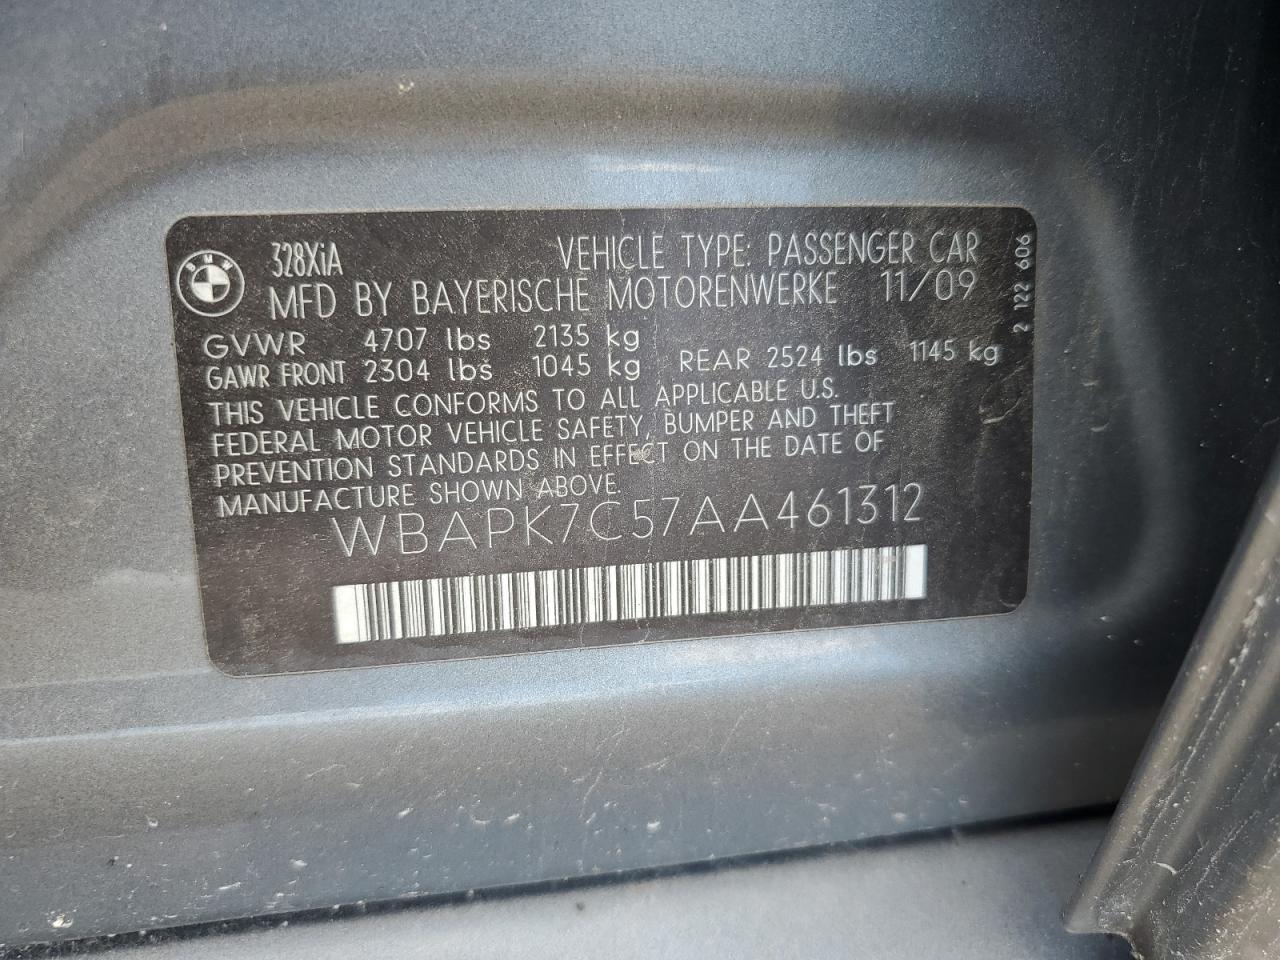 BMW
328XiA VEHICLE TYPE: PASSENGER CAR
MFD BY BAYERISCHE MOTORENWERKE 11/09
GVWR 4707 lbs 2135 kg
GAWR FRONT 2304 lbs 1045 kg REAR 2524 lbs 1145 kg
THIS VEHICLE CONFORMS TO ALL APPLICABLE U.S.
FEDERAL MOTOR VEHICLE SAFETY, BUMPER AND THEFT
PREVENTION STANDARDS IN EFFECT ON THE DATE OF
MANUFACTURE SHOWN ABOVE.
WBAPK7C57AA461312
2 122 606